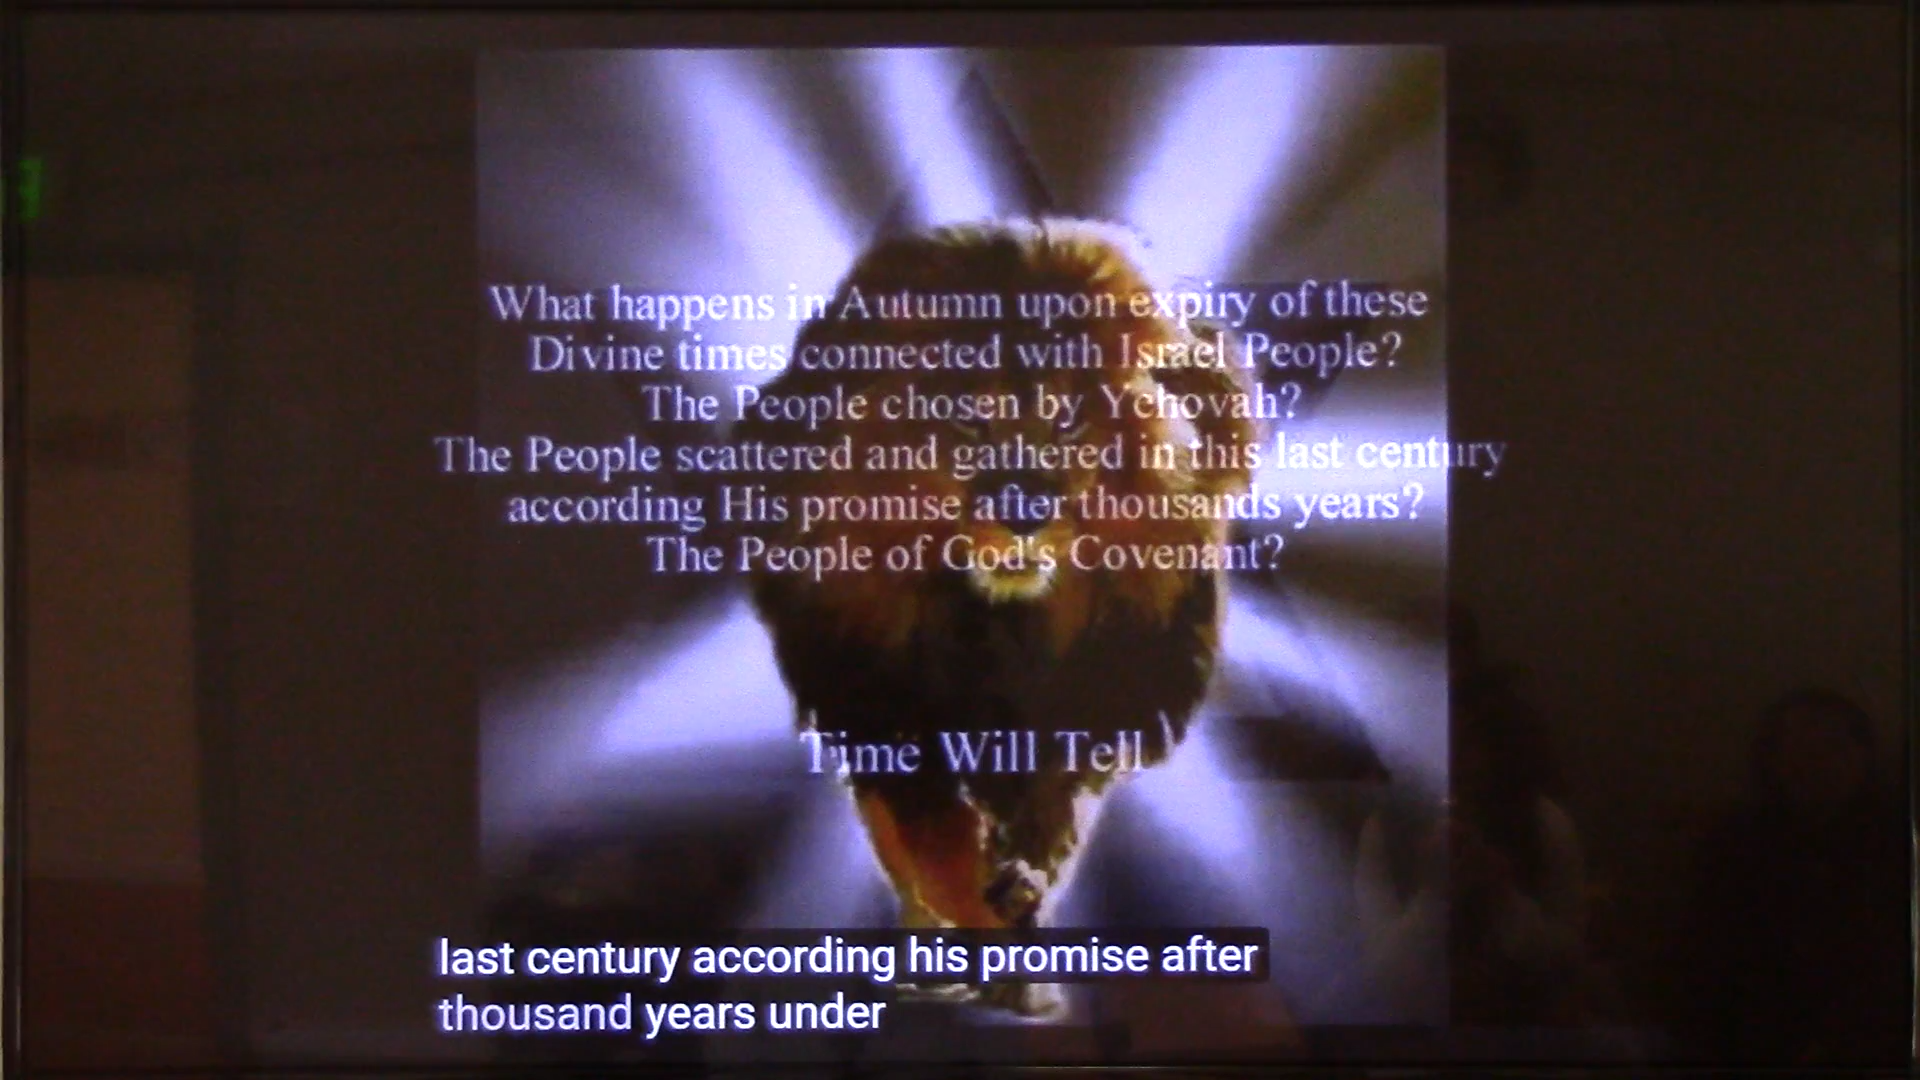 What happens in Autumn upon expiry of these
Divine times connected with Israel People?
The People chosen by Yehovah?
The People scattered and gathered in this last century
according His promise after thousands years?
The People of God's Covenant?
Time Will Tell
last century according his promise after
thousand years under